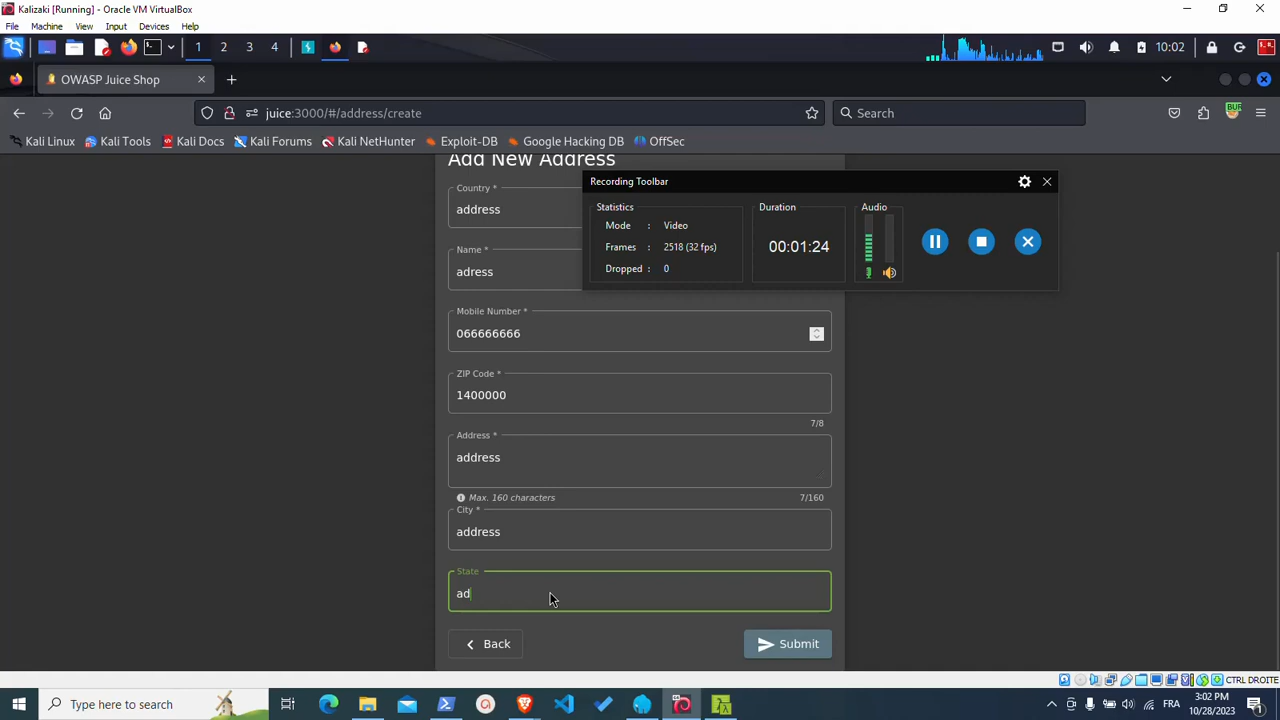 Kalizaki [Running] - Oracle VM VirtualBox
File Machine View Input Devices Help
1 2 3 4 10:02
OWASP Juice Shop
juice:3000/#/address/create Search BUF
Kali Linux Kali Tools Kali Docs Kali Forums Kali NetHunter Exploit-DB Google Hacking DB OffSec
Add New Address
Recording Toolbar
Statistics Duration Audio
Mode : Video
Frames : 2518 (32 fps)
Dropped : 0
00:01:24
Country *
address
Name *
adress
Mobile Number *
066666666
ZIP Code *
1400000
7/8
Address *
address
Max. 160 characters 7/160
City *
address
State
ad
Back Submit
CTRL DROITE
Type here to search
FRA
3:02 PM
10/28/2023